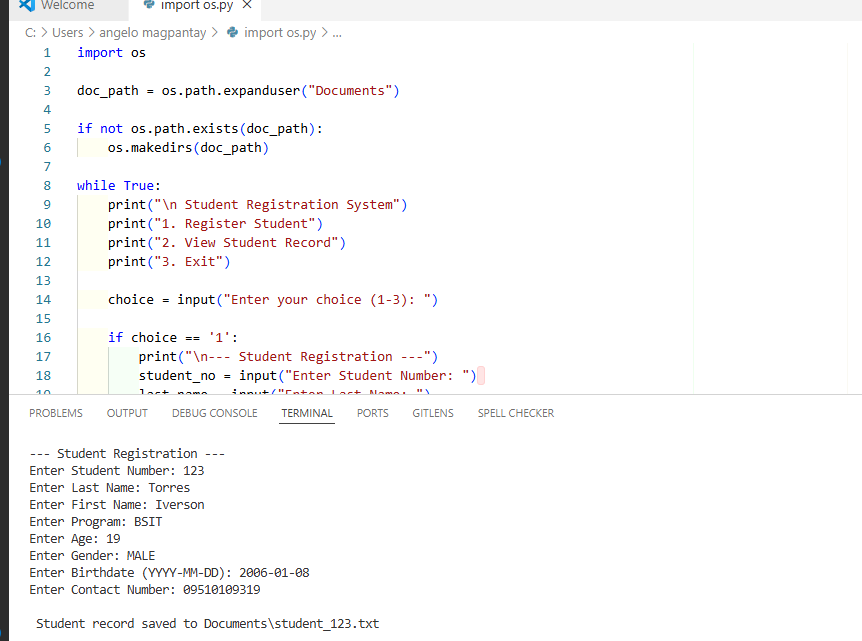 Welcome
import os.py
C: > Users > angelo magpantay > import os.py > ...
1 import os
2
3 doc_path = os.path.expanduser("Documents")
4
5 if not os.path.exists(doc_path):
6     os.makedirs(doc_path)
7
8 while True:
9     print("\n Student Registration System")
10     print("1. Register Student")
11     print("2. View Student Record")
12     print("3. Exit")
13
14     choice = input("Enter your choice (1-3): ")
15
16     if choice == '1':
17         print("\n--- Student Registration ---")
18         student_no = input("Enter Student Number: ")
19         last_name = input("Enter Last Name: ")
PROBLEMS OUTPUT DEBUG CONSOLE TERMINAL PORTS GITLENS SPELL CHECKER
--- Student Registration ---
Enter Student Number: 123
Enter Last Name: Torres
Enter First Name: Iverson
Enter Program: BSIT
Enter Age: 19
Enter Gender: MALE
Enter Birthdate (YYYY-MM-DD): 2006-01-08
Enter Contact Number: 09510109319
Student record saved to Documents\student_123.txt